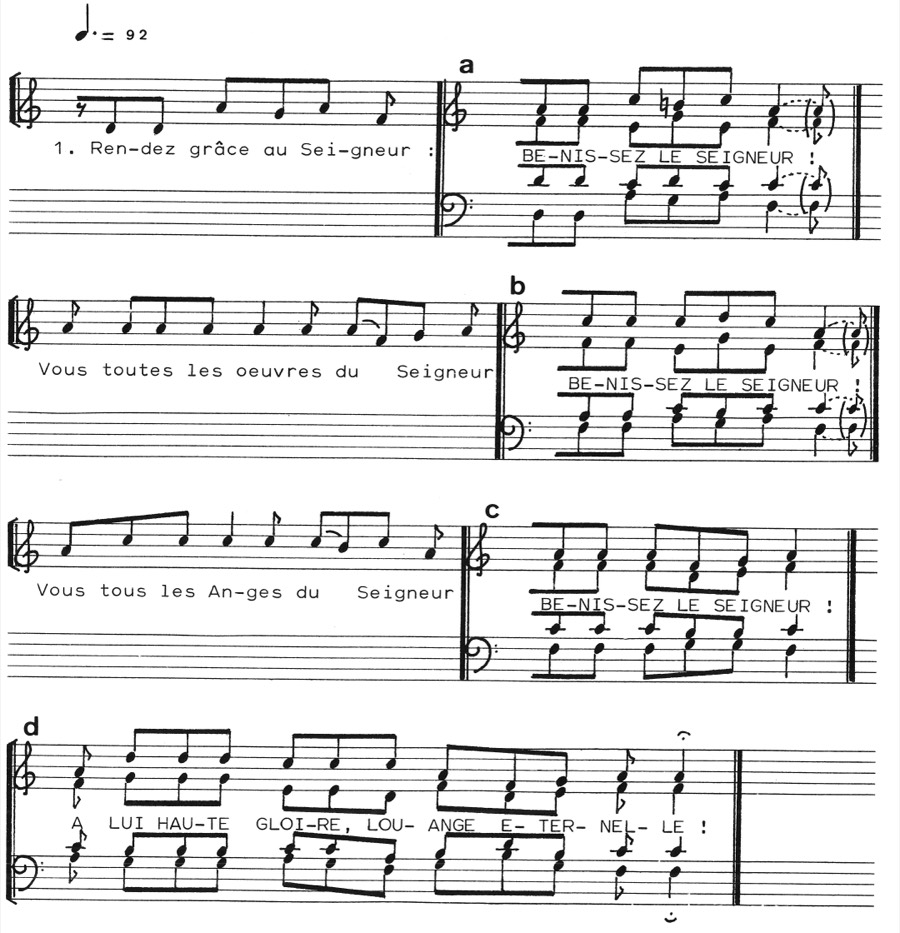 = 92
a
1. Ren-dez grâce au Sei-gneur :
BE-NIS-SEZ LE SEIGNEUR !
b
Vous toutes les oeuvres du Seigneur
BE-NIS-SEZ LE SEIGNEUR !
c
Vous tous les An-ges du Seigneur
BE-NIS-SEZ LE SEIGNEUR !
d
A LUI HAU-TE GLOI-RE, LOU- ANGE E- TER- NEL- LE !